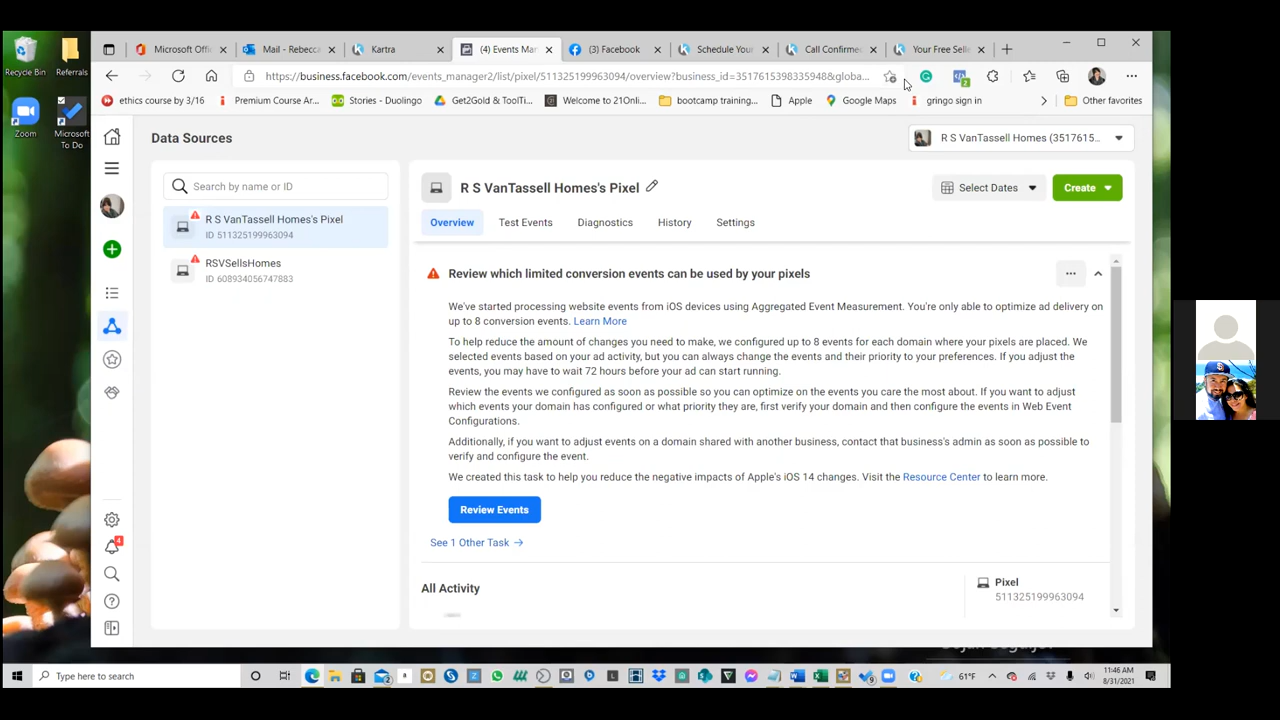 Recycle Bin
Referrals
Zoom
Microsoft
To Do
Microsoft Offi
Mail - Rebecc
Kartra
(4) Events Mar
(3) Facebook
Schedule Your
Call Confirmed
Your Free Selle
https://business.facebook.com/events_manager2/list/pixel/511325199963094/overview?business_id=3517615398335948&globa...
2
ethics course by 3/16
Premium Course Ar...
Stories - Duolingo
Get2Gold & ToolTi...
Welcome to 21Onli...
bootcamp training...
Apple
Google Maps
gringo sign in
Other favorites
Data Sources
R S VanTassell Homes (3517615...
Search by name or ID
R S VanTassell Homes's Pixel
ID 511325199963094
RSVSellsHomes
ID 608934056747883
R S VanTassell Homes's Pixel
Select Dates
Create
Overview
Test Events
Diagnostics
History
Settings
Review which limited conversion events can be used by your pixels
We've started processing website events from iOS devices using Aggregated Event Measurement. You're only able to optimize ad delivery on
up to 8 conversion events. Learn More
To help reduce the amount of changes you need to make, we configured up to 8 events for each domain where your pixels are placed. We
selected events based on your ad activity, but you can always change the events and their priority to your preferences. If you adjust the
events, you may have to wait 72 hours before your ad can start running.
Review the events we configured as soon as possible so you can optimize on the events you care the most about. If you want to adjust
which events your domain has configured or what priority they are, first verify your domain and then configure the events in Web Event
Configurations.
Additionally, if you want to adjust events on a domain shared with another business, contact that business's admin as soon as possible to
verify and configure the event.
We created this task to help you reduce the negative impacts of Apple's iOS 14 changes. Visit the Resource Center to learn more.
Review Events
See 1 Other Task →
All Activity
Pixel
511325199963094
4
Type here to search
61°F
11:46 AM
8/31/2021